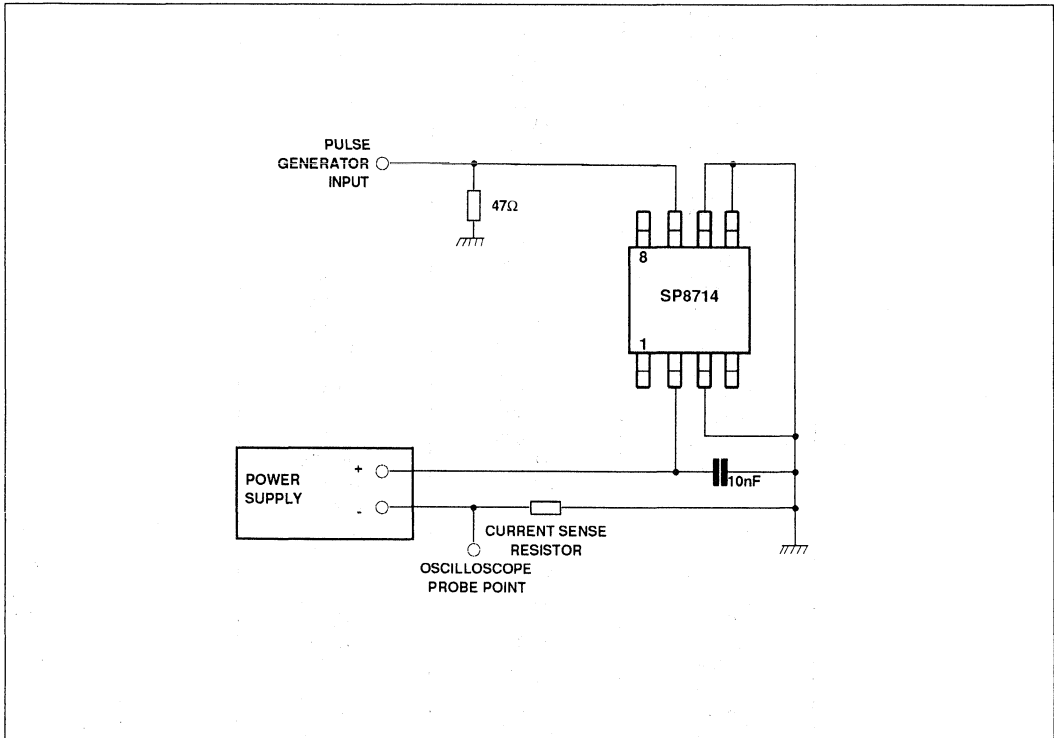 PULSE
GENERATOR
INPUT
47Ω
8
SP8714
1
POWER
SUPPLY
+
-
10nF
CURRENT SENSE
RESISTOR
OSCILLOSCOPE
PROBE POINT